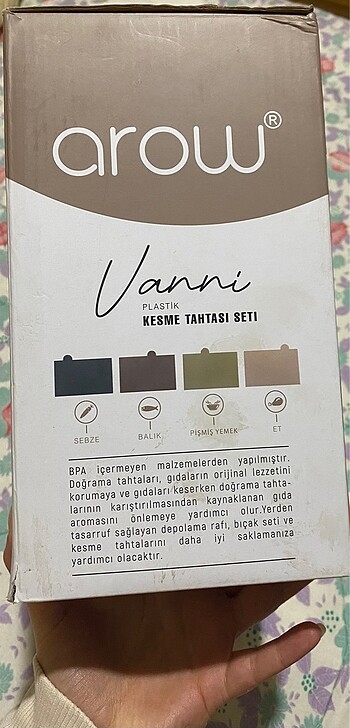 arow®
Vanni
PLASTİK
KESME TAHTASI SETI
SEBZE BALIK PİŞMİŞ YEMEK ET
BPA içermeyen malzemelerden yapılmıştır.
Doğrama tahtaları, gıdaların orijinal lezzetini
korumaya ve gıdaları keserken doğrama tahta-
larının karıştırılmasından kaynaklanan gıda
aromasını önlemeye yardımcı olur.Yerden
tasarruf sağlayan depolama rafı, bıçak seti ve
kesme tahtalarını daha iyi saklamanıza
yardımcı olacaktır.